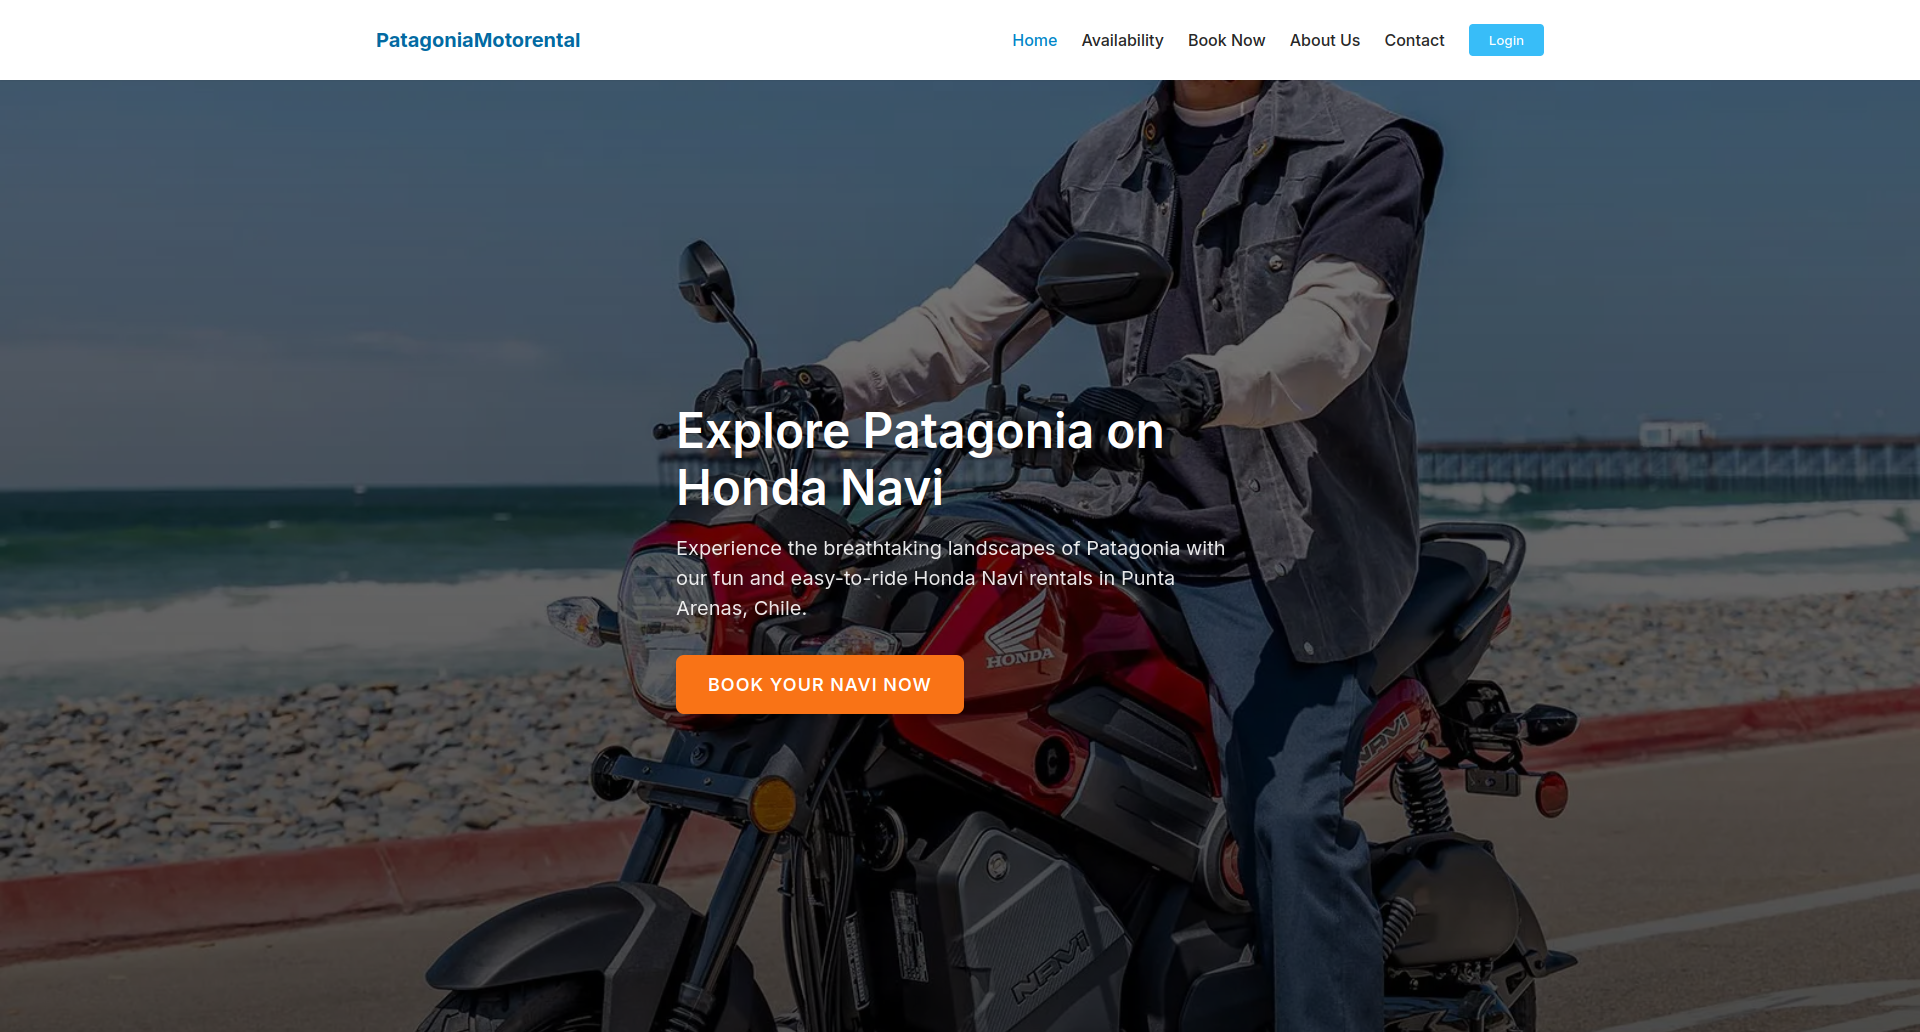 PatagoniaMotorental
Home Availability Book Now About Us Contact Login
Explore Patagonia on
Honda Navi
Experience the breathtaking landscapes of Patagonia with
our fun and easy-to-ride Honda Navi rentals in Punta
Arenas, Chile.
HONDA
BOOK YOUR NAVI NOW
NAVI
NAVI